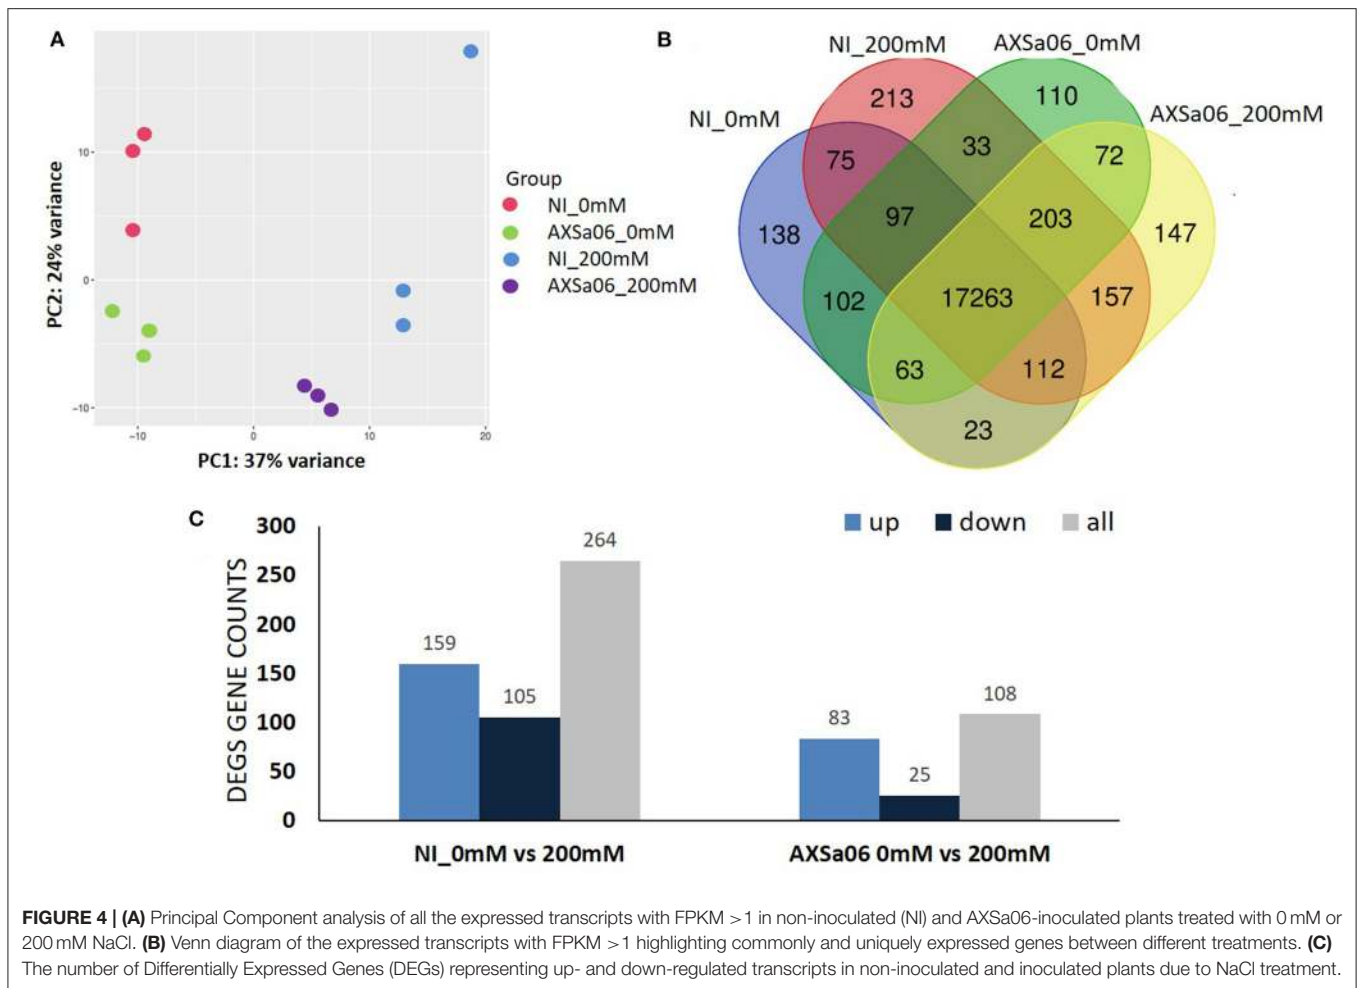 A
10
0
−10
−10
0
10
20
PC2: 24% variance
PC1: 37% variance
Group
NI_0mM
AXSa06_0mM
NI_200mM
AXSa06_200mM
B
NI_200mM
AXSa06_0mM
NI_0mM
AXSa06_200mM
213
110
75
33
72
138
97
203
147
102
17263
157
63
112
23
C
up
down
all
DEGS GENE COUNTS
300
250
200
150
100
50
0
159
105
264
83
25
108
NI_0mM vs 200mM
AXSa06 0mM vs 200mM
FIGURE 4 | (A) Principal Component analysis of all the expressed transcripts with FPKM >1 in non-inoculated (NI) and AXSa06-inoculated plants treated with 0 mM or
200 mM NaCl. (B) Venn diagram of the expressed transcripts with FPKM >1 highlighting commonly and uniquely expressed genes between different treatments. (C)
The number of Differentially Expressed Genes (DEGs) representing up- and down-regulated transcripts in non-inoculated and inoculated plants due to NaCl treatment.